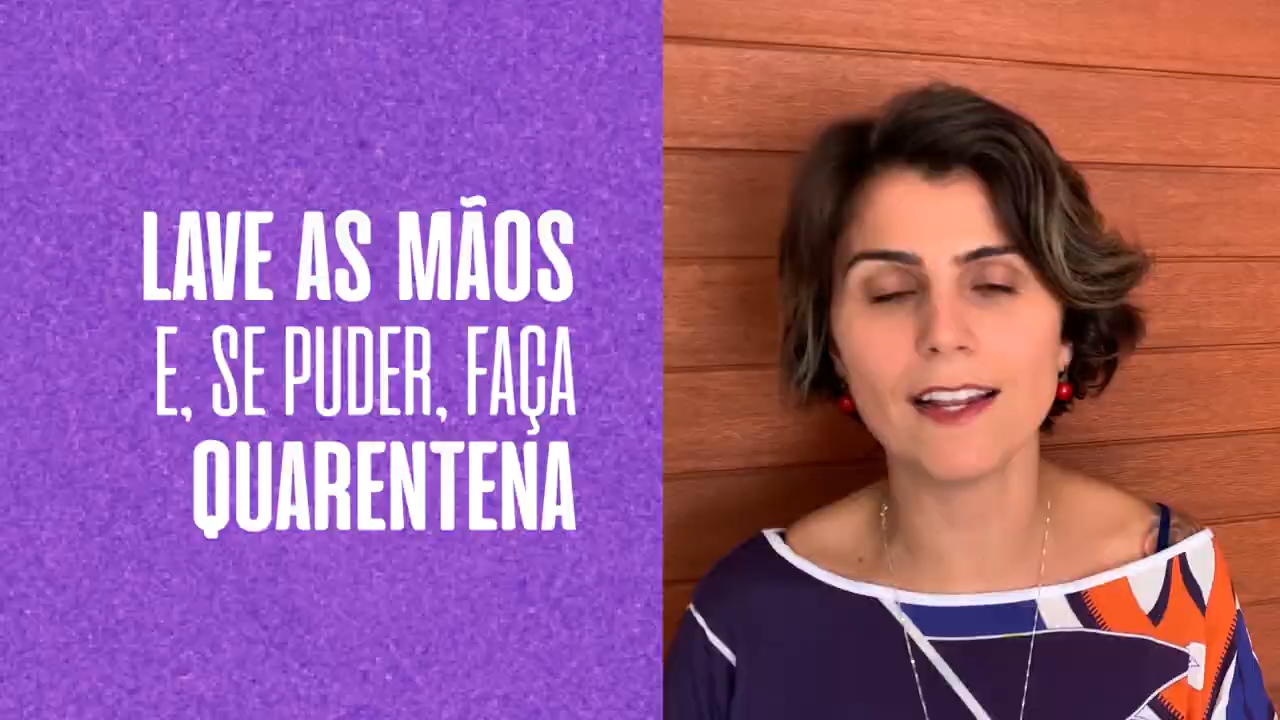 LAVE AS MÃOS
E, SE PUDER, FAÇA
QUARENTENA